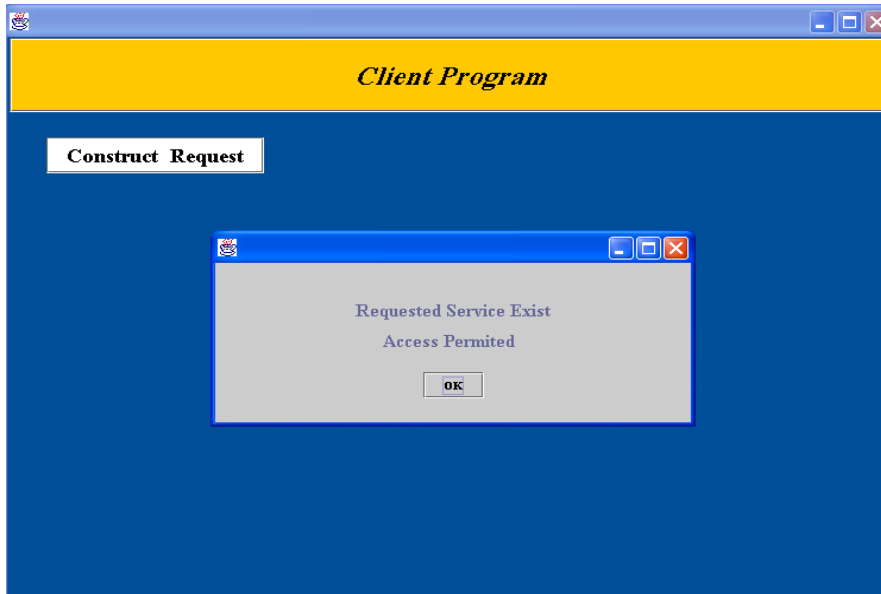 Client Program
Construct Request
Requested Service Exist
Access Permited
OK